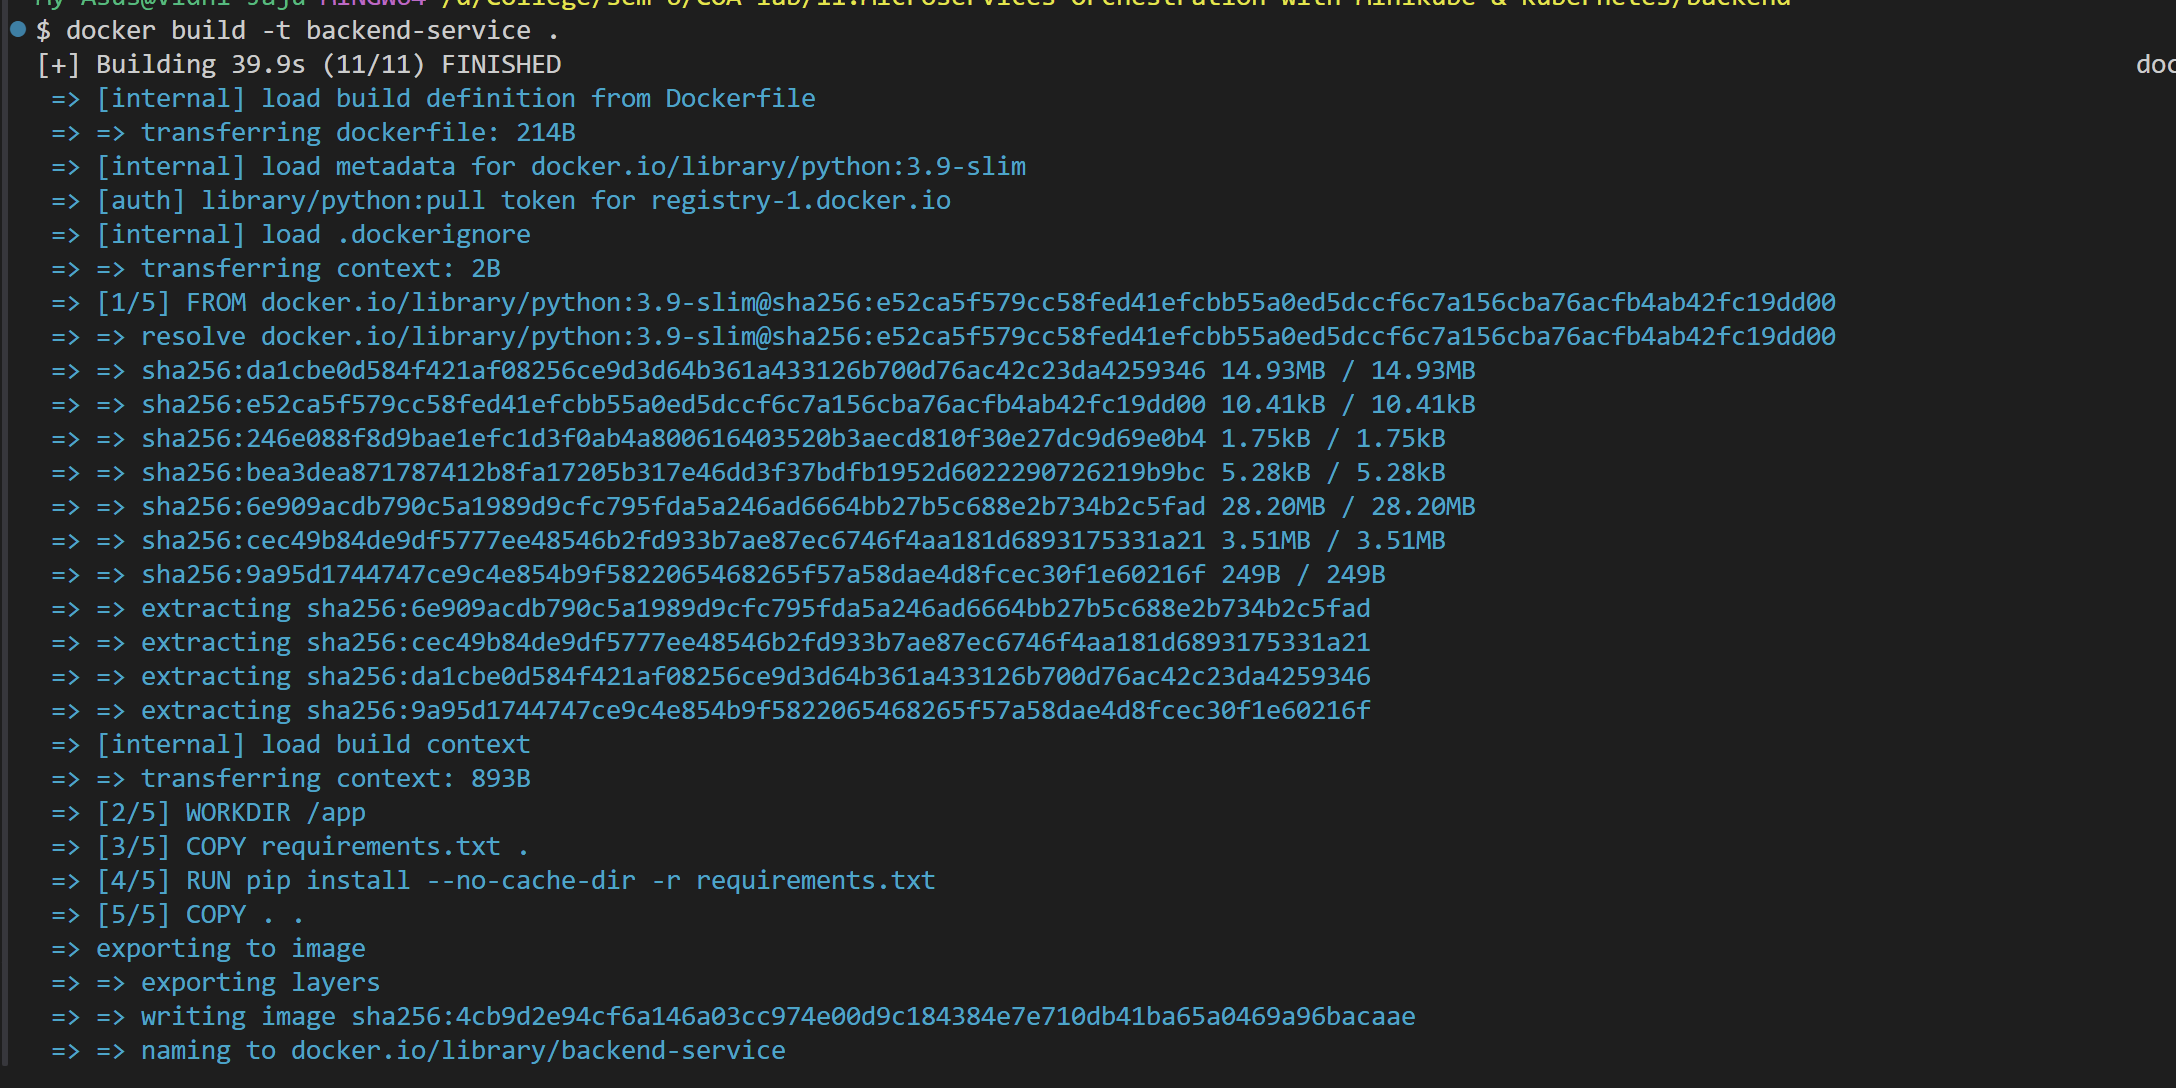 $ docker build -t backend-service .
[+] Building 39.9s (11/11) FINISHED doc
=> [internal] load build definition from Dockerfile
=> => transferring dockerfile: 214B
=> [internal] load metadata for docker.io/library/python:3.9-slim
=> [auth] library/python:pull token for registry-1.docker.io
=> [internal] load .dockerignore
=> => transferring context: 2B
=> [1/5] FROM docker.io/library/python:3.9-slim@sha256:e52ca5f579cc58fed41efcbb55a0ed5dccf6c7a156cba76acfb4ab42fc19dd00
=> => resolve docker.io/library/python:3.9-slim@sha256:e52ca5f579cc58fed41efcbb55a0ed5dccf6c7a156cba76acfb4ab42fc19dd00
=> => sha256:da1cbe0d584f421af08256ce9d3d64b361a433126b700d76ac42c23da4259346 14.93MB / 14.93MB
=> => sha256:e52ca5f579cc58fed41efcbb55a0ed5dccf6c7a156cba76acfb4ab42fc19dd00 10.41kB / 10.41kB
=> => sha256:246e088f8d9bae1efc1d3f0ab4a800616403520b3aecd810f30e27dc9d69e0b4 1.75kB / 1.75kB
=> => sha256:bea3dea871787412b8fa17205b317e46dd3f37bdfb1952d6022290726219b9bc 5.28kB / 5.28kB
=> => sha256:6e909acdb790c5a1989d9cfc795fda5a246ad6664bb27b5c688e2b734b2c5fad 28.20MB / 28.20MB
=> => sha256:cec49b84de9df5777ee48546b2fd933b7ae87ec6746f4aa181d6893175331a21 3.51MB / 3.51MB
=> => sha256:9a95d1744747ce9c4e854b9f5822065468265f57a58dae4d8fcec30f1e60216f 249B / 249B
=> => extracting sha256:6e909acdb790c5a1989d9cfc795fda5a246ad6664bb27b5c688e2b734b2c5fad
=> => extracting sha256:cec49b84de9df5777ee48546b2fd933b7ae87ec6746f4aa181d6893175331a21
=> => extracting sha256:da1cbe0d584f421af08256ce9d3d64b361a433126b700d76ac42c23da4259346
=> => extracting sha256:9a95d1744747ce9c4e854b9f5822065468265f57a58dae4d8fcec30f1e60216f
=> [internal] load build context
=> => transferring context: 893B
=> [2/5] WORKDIR /app
=> [3/5] COPY requirements.txt .
=> [4/5] RUN pip install --no-cache-dir -r requirements.txt
=> [5/5] COPY . .
=> exporting to image
=> => exporting layers
=> => writing image sha256:4cb9d2e94cf6a146a03cc974e00d9c184384e7e710db41ba65a0469a96bacaae
=> => naming to docker.io/library/backend-service